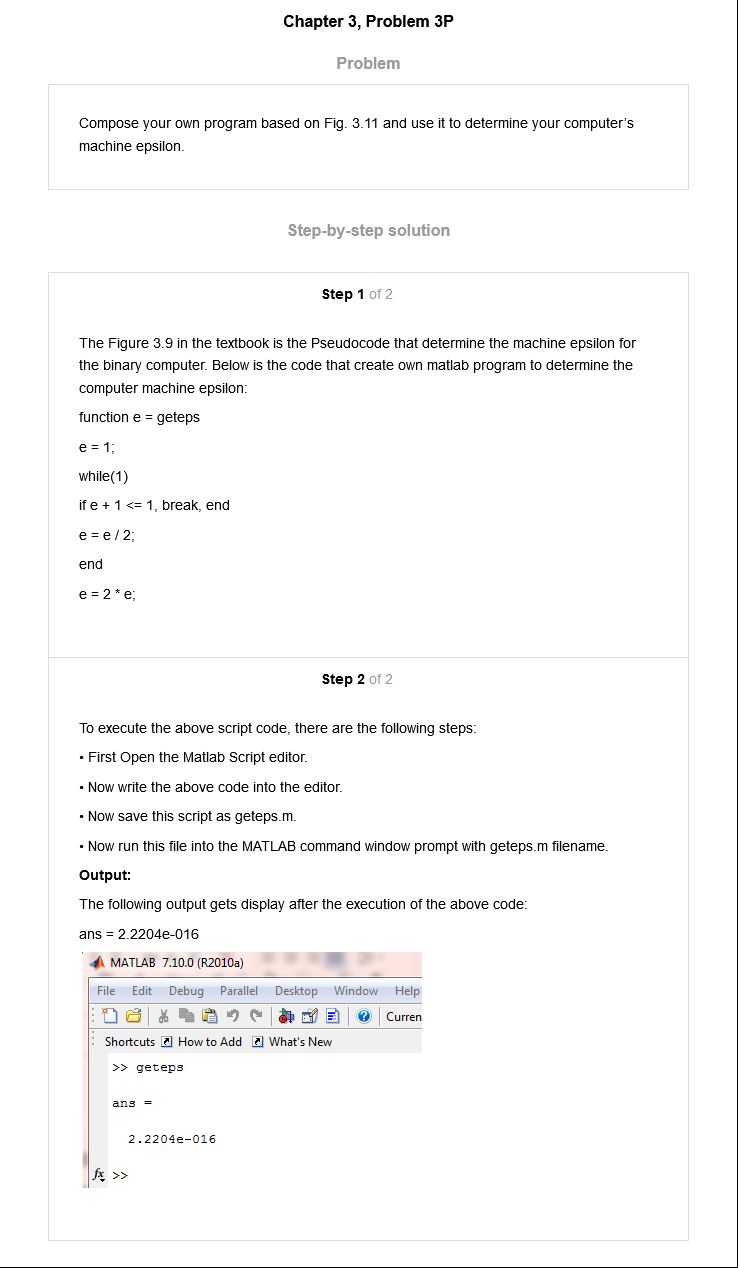 Chapter 3, Problem 3P
Problem
Compose your own program based on Fig. 3.11 and use it to determine your computer's
machine epsilon.
Step-by-step solution
Step 1 of 2
The Figure 3.9 in the textbook is the Pseudocode that determine the machine epsilon for
the binary computer. Below is the code that create own matlab program to determine the
computer machine epsilon:
function e = geteps
e = 1;
while(1)
if e + 1 <= 1, break, end
e = e / 2;
end
e = 2 * e;
Step 2 of 2
To execute the above script code, there are the following steps:
• First Open the Matlab Script editor.
• Now write the above code into the editor.
• Now save this script as geteps.m.
• Now run this file into the MATLAB command window prompt with geteps.m filename.
Output:
The following output gets display after the execution of the above code:
ans = 2.2204e-016
MATLAB 7.10.0 (R2010a)
File Edit Debug Parallel Desktop Window Help
Curren
Shortcuts How to Add What's New
>> geteps
ans =
2.2204e-016
fx >>